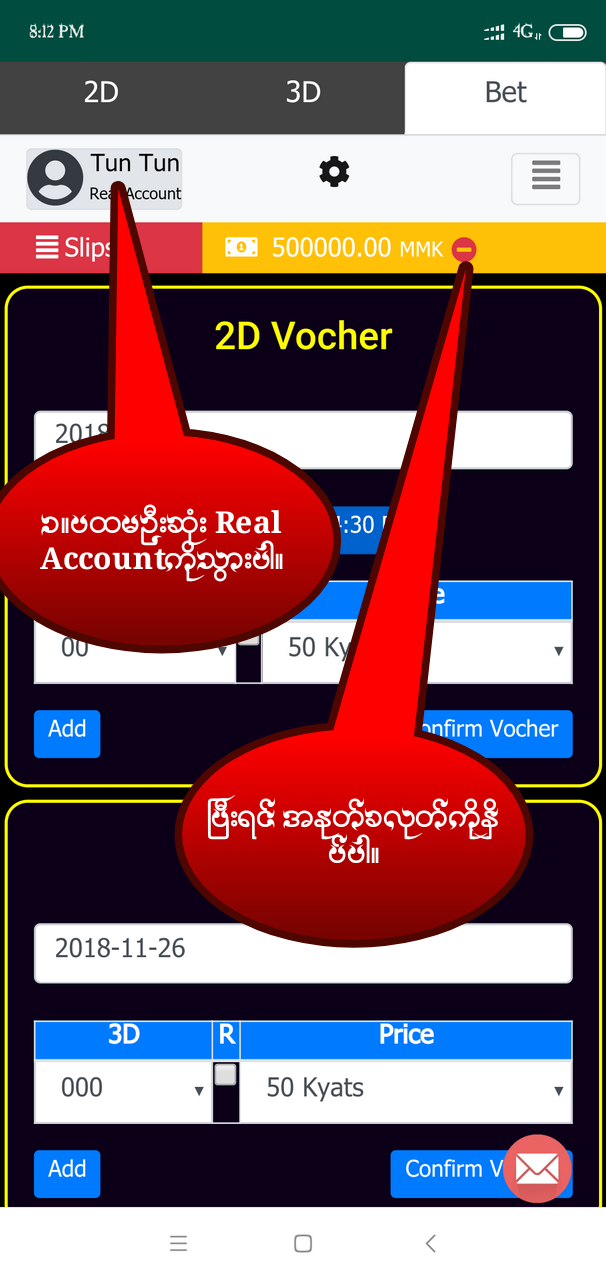 8:12 PM
4G
2D
3D
Bet
Tun Tun
Real Account
Slips
500000.00 MMK
2D Vocher
2018
:30
၁။ပထမဦးဆုံး Real
Accountကိုသွားပါ။
00
50 Ky
Add
onfirm Vocher
ပြီးရင် အနုတ်ခလုတ်ကိုနှိ
ပ်ပါ။
2018-11-26
3D
R
Price
000
50 Kyats
Add
Confirm V